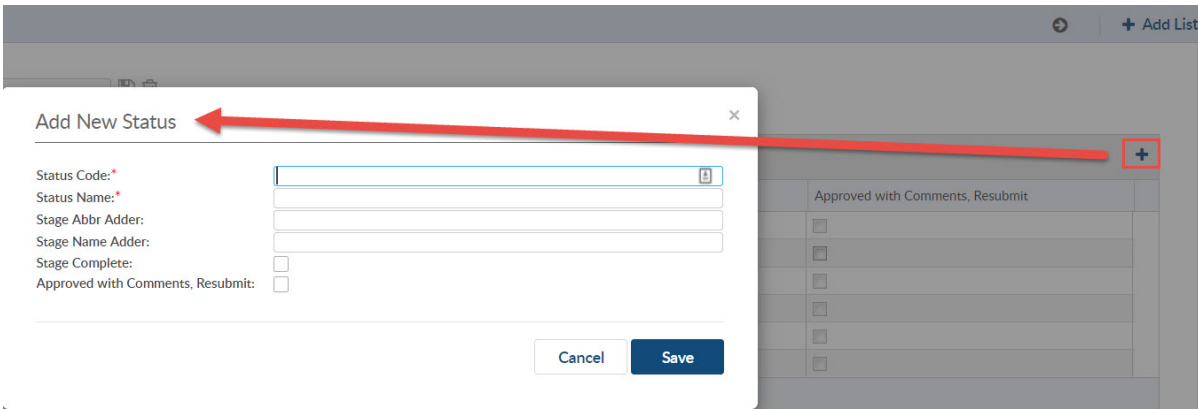 + Add List
Add New Status
×
+
Status Code:*
Status Name:*
Approved with Comments, Resubmit
Stage Abbr Adder:
Stage Name Adder:
Stage Complete:
Approved with Comments, Resubmit:
Cancel
Save